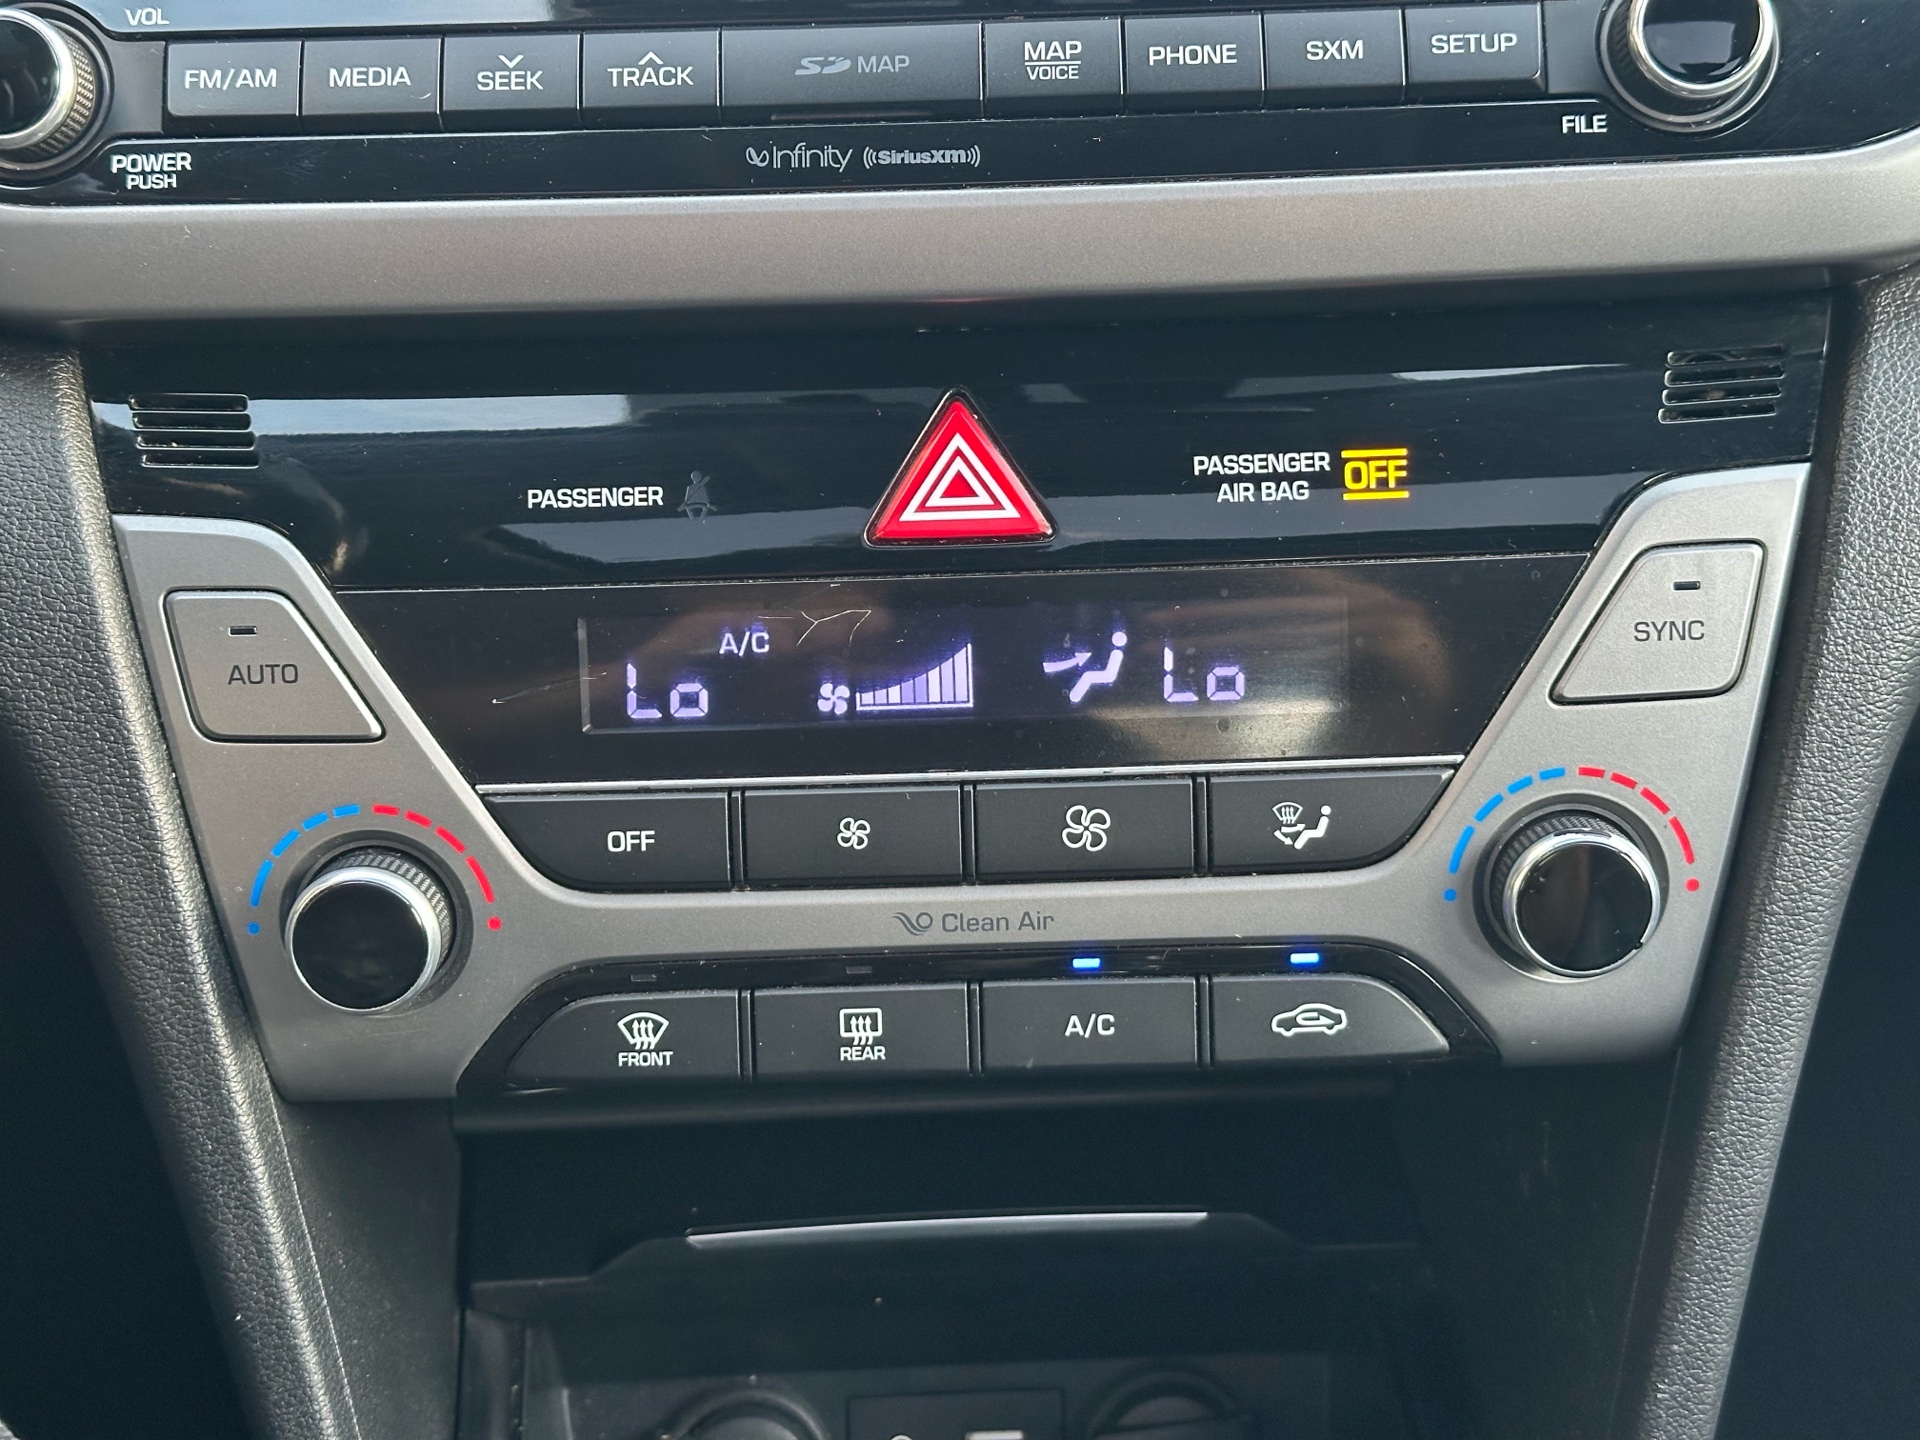 VOL
FM/AM MEDIA SEEK TRACK SD MAP MAP PHONE SXM SETUP
VOICE
FILE
POWER
PUSH
Infinity ((SiriusXM))
PASSENGER
PASSENGER OFF
AIR BAG
AUTO
A/C
Lo
Lo
SYNC
OFF
Clean Air
FRONT
REAR
A/C